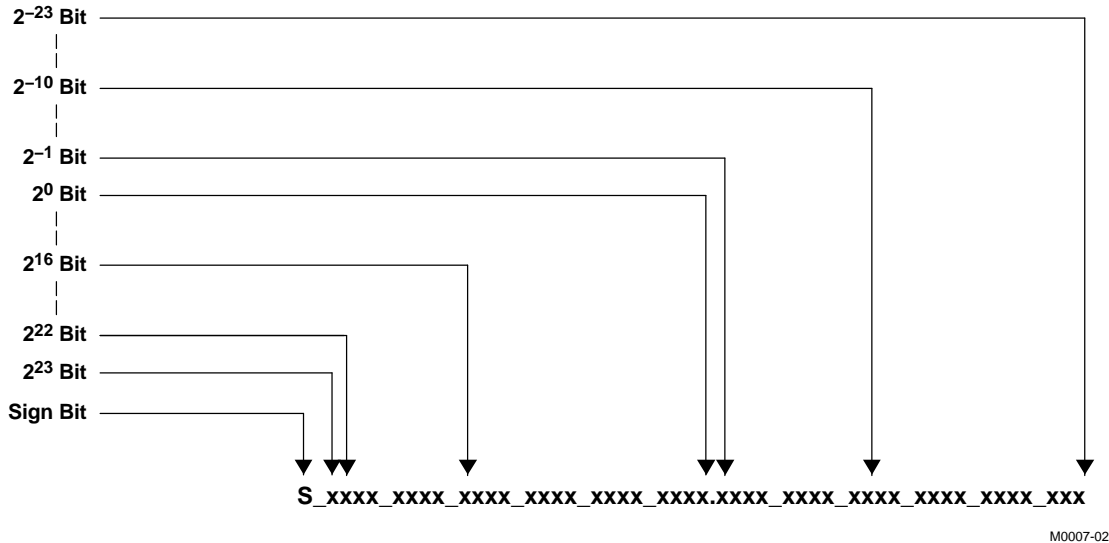 2–23 Bit
2–10 Bit
2–1 Bit
20 Bit
216 Bit
222 Bit
223 Bit
Sign Bit
S_xxxx_xxxx_xxxx_xxxx_xxxx_xxxx.xxxx_xxxx_xxxx_xxxx_xxxx_xxx
M0007-02